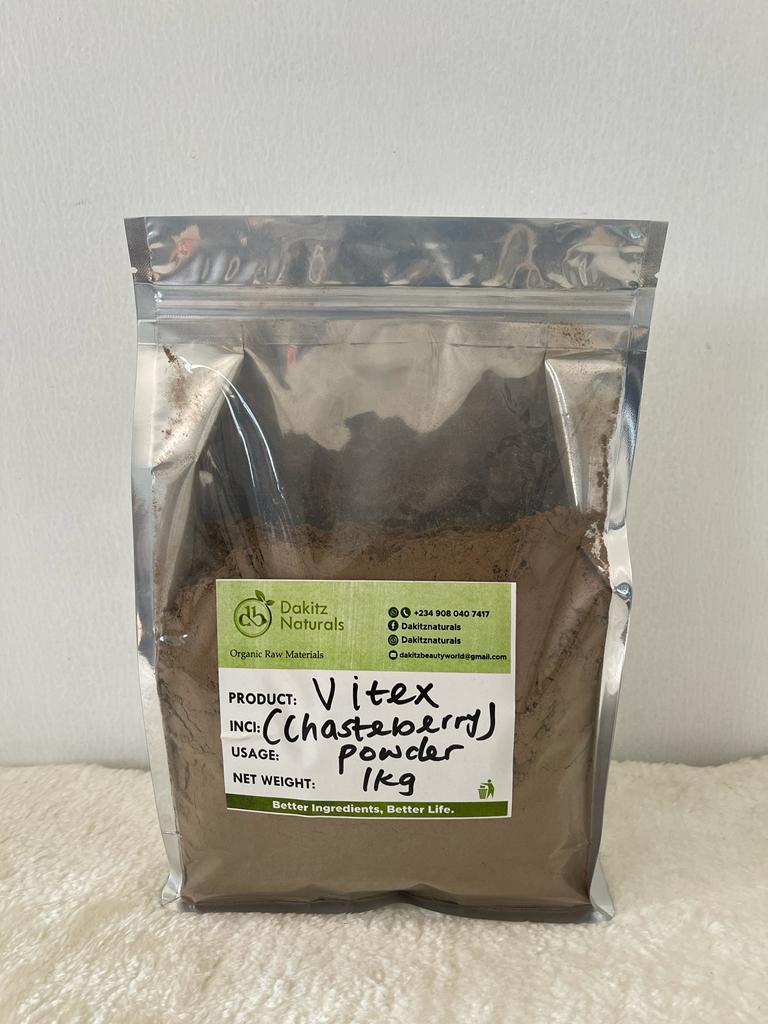 Dakitz
Naturals
Organic Raw Materials
+234 908 040 7417
Dakitznaturals
Dakitznaturals
dakitzbeautyworld@gmail.com
PRODUCT: Vitex
INCI: (Chasteberry)
USAGE: powder
NET WEIGHT: 1kg
Better Ingredients, Better Life.